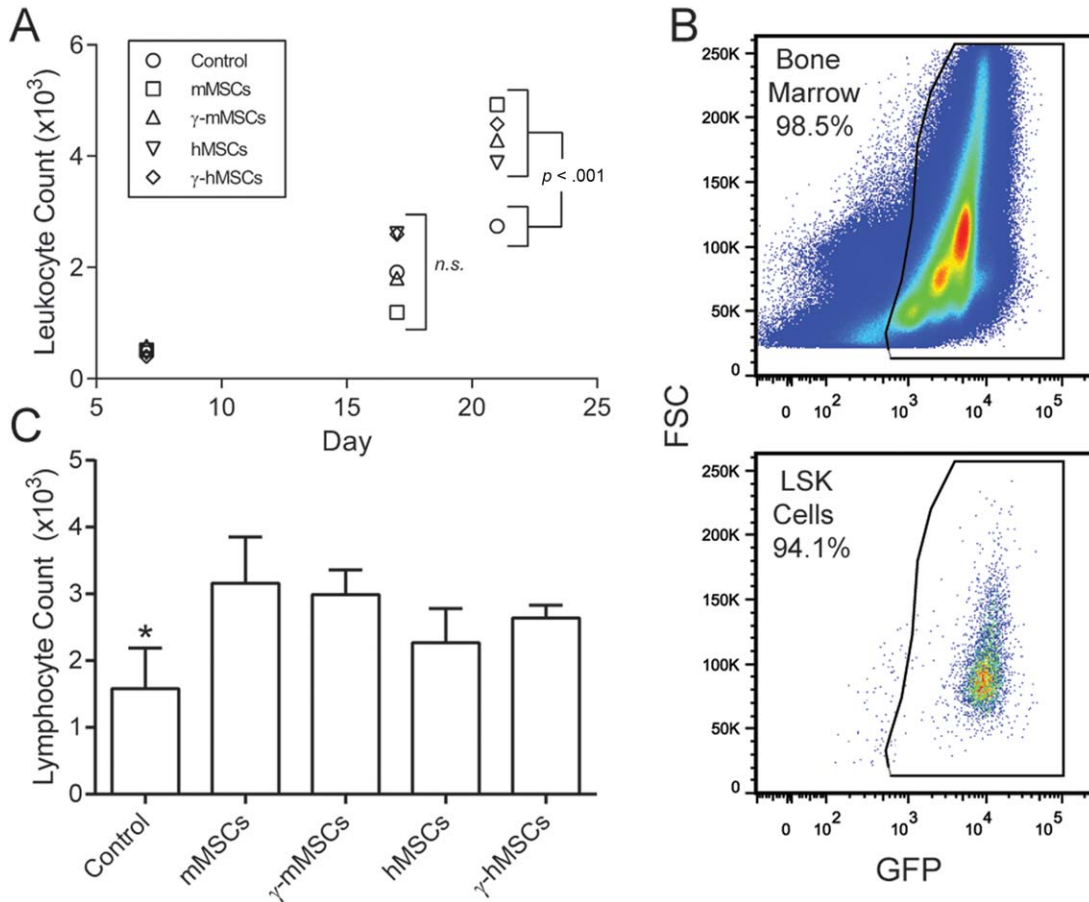 A
Leukocyte Count (x10³)
6
4
2
0
Control
mMSCs
γ-mMSCs
hMSCs
γ-hMSCs
n.s.
p < .001
5
10
15
20
25
Day
B
FSC
Bone
Marrow
98.5%
250K
200K
150K
100K
50K
0
0 10² 10³ 10⁴ 10⁵
LSK
Cells
94.1%
250K
200K
150K
100K
50K
0
0 10² 10³ 10⁴ 10⁵
GFP
C
Lymphocyte Count (x10³)
5
4
3
2
1
0
*
Control
mMSCs
γ-mMSCs
hMSCs
γ-hMSCs